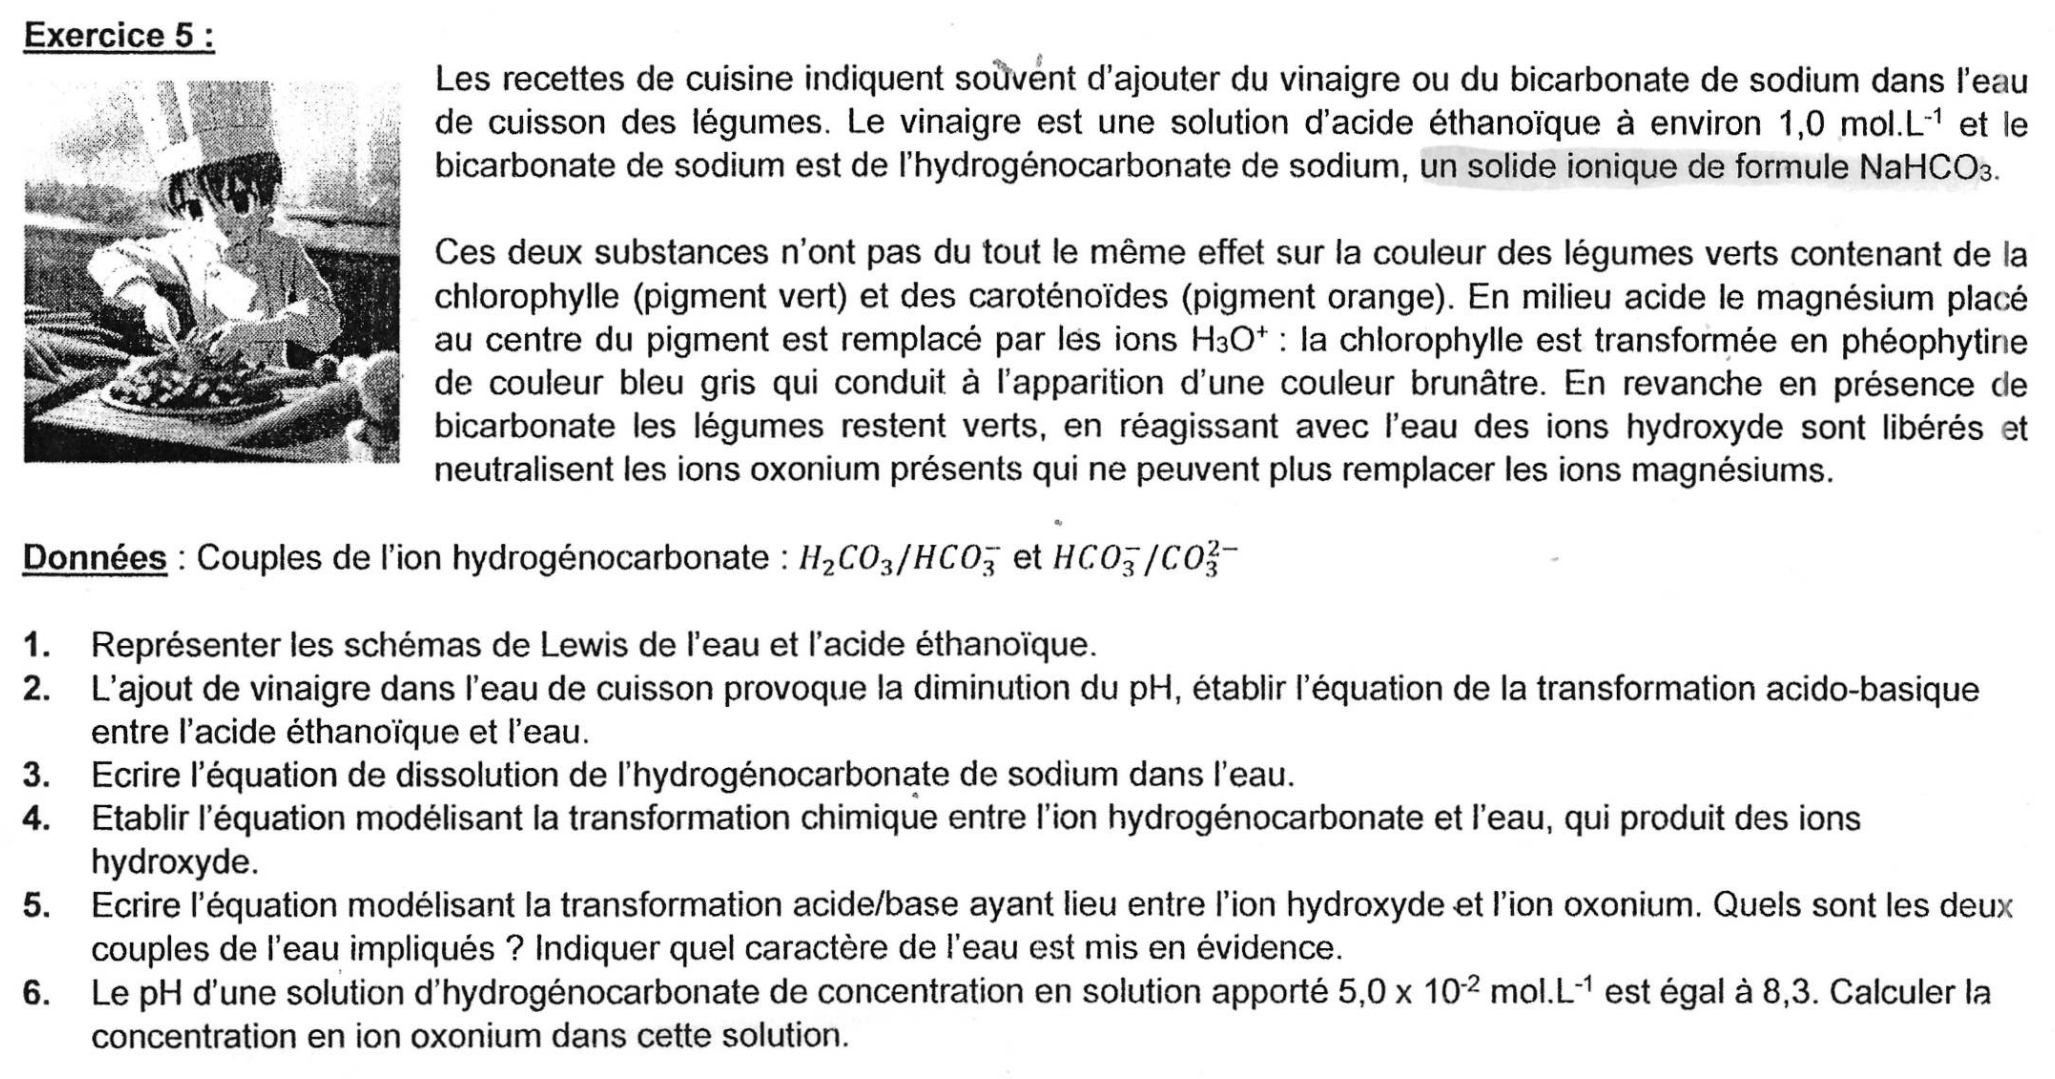 Exercice 5 :
Les recettes de cuisine indiquent souvent d'ajouter du vinaigre ou du bicarbonate de sodium dans l'eau
de cuisson des légumes. Le vinaigre est une solution d'acide éthanoïque à environ 1,0 mol.L⁻¹ et le
bicarbonate de sodium est de l'hydrogénocarbonate de sodium, un solide ionique de formule NaHCO₃.
Ces deux substances n'ont pas du tout le même effet sur la couleur des légumes verts contenant de la
chlorophylle (pigment vert) et des caroténoïdes (pigment orange). En milieu acide le magnésium placé
au centre du pigment est remplacé par les ions H₃O⁺ : la chlorophylle est transformée en phéophytine
de couleur bleu gris qui conduit à l'apparition d'une couleur brunâtre. En revanche en présence de
bicarbonate les légumes restent verts, en réagissant avec l'eau des ions hydroxyde sont libérés et
neutralisent les ions oxonium présents qui ne peuvent plus remplacer les ions magnésiums.
Données : Couples de l'ion hydrogénocarbonate : H₂CO₃/HCO₃⁻ et HCO₃⁻/CO₃²⁻
1. Représenter les schémas de Lewis de l'eau et l'acide éthanoïque.
2. L'ajout de vinaigre dans l'eau de cuisson provoque la diminution du pH, établir l'équation de la transformation acido-basique
entre l'acide éthanoïque et l'eau.
3. Ecrire l'équation de dissolution de l'hydrogénocarbonate de sodium dans l'eau.
4. Etablir l'équation modélisant la transformation chimique entre l'ion hydrogénocarbonate et l'eau, qui produit des ions
hydroxyde.
5. Ecrire l'équation modélisant la transformation acide/base ayant lieu entre l'ion hydroxyde et l'ion oxonium. Quels sont les deux
couples de l'eau impliqués ? Indiquer quel caractère de l'eau est mis en évidence.
6. Le pH d'une solution d'hydrogénocarbonate de concentration en solution apporté 5,0 x 10⁻² mol.L⁻¹ est égal à 8,3. Calculer la
concentration en ion oxonium dans cette solution.